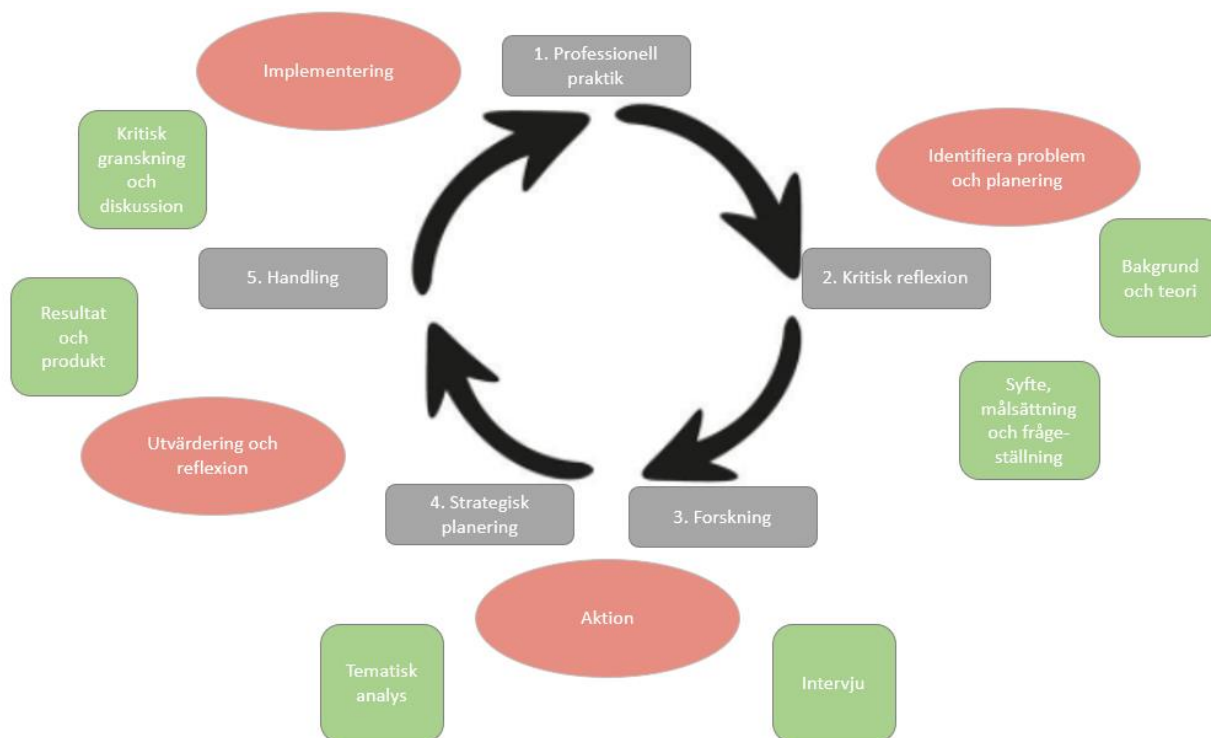 Implementering
1. Professionell
praktik
Kritisk
granskning
och
diskussion
Identifiera problem
och planering
5. Handling
2. Kritisk reflexion
Bakgrund
och teori
Resultat
och
produkt
Syfte,
målsättning
och fråge-
ställning
Utvärdering och
reflexion
4. Strategisk
planering
3. Forskning
Aktion
Tematisk
analys
Intervju